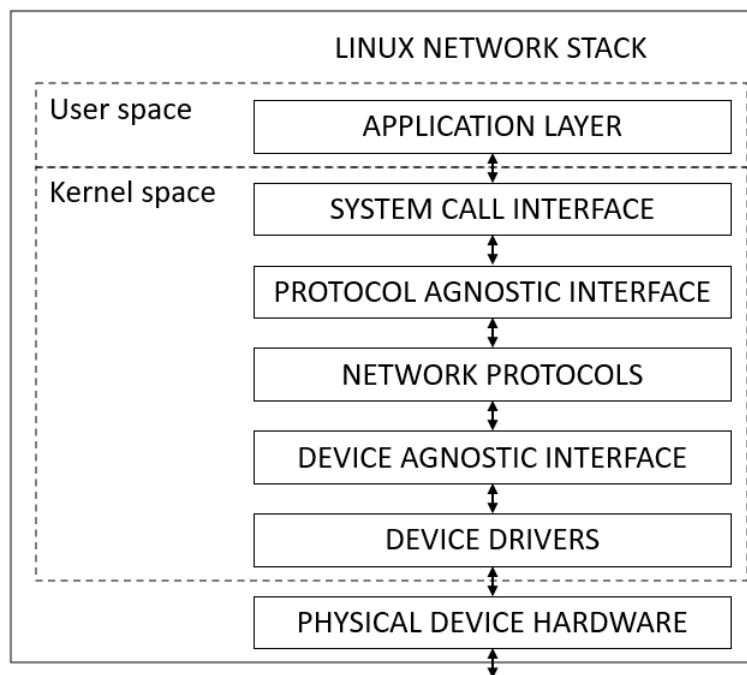 LINUX NETWORK STACK
User space
APPLICATION LAYER
Kernel space
SYSTEM CALL INTERFACE
PROTOCOL AGNOSTIC INTERFACE
NETWORK PROTOCOLS
DEVICE AGNOSTIC INTERFACE
DEVICE DRIVERS
PHYSICAL DEVICE HARDWARE